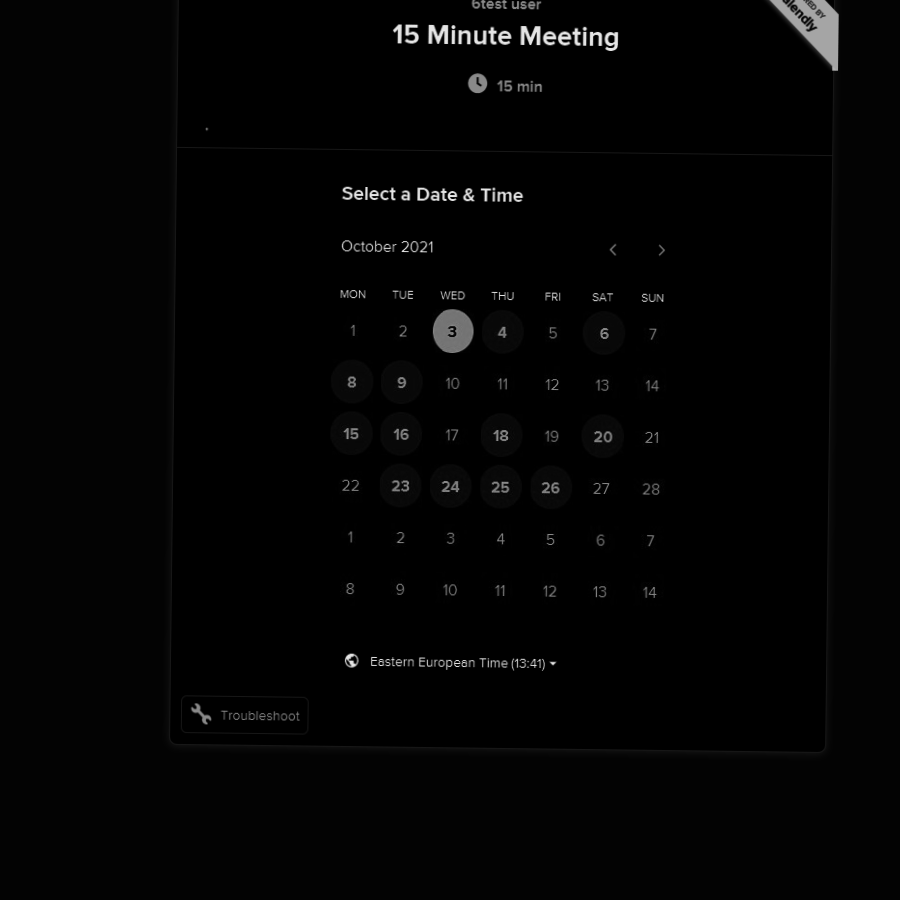 6test user
15 Minute Meeting
15 min
Select a Date & Time
October 2021
MON TUE WED THU FRI SAT SUN
1 2 3 4 5 6 7
8 9 10 11 12 13 14
15 16 17 18 19 20 21
22 23 24 25 26 27 28
1 2 3 4 5 6 7
8 9 10 11 12 13 14
Eastern European Time (13:41)
Troubleshoot